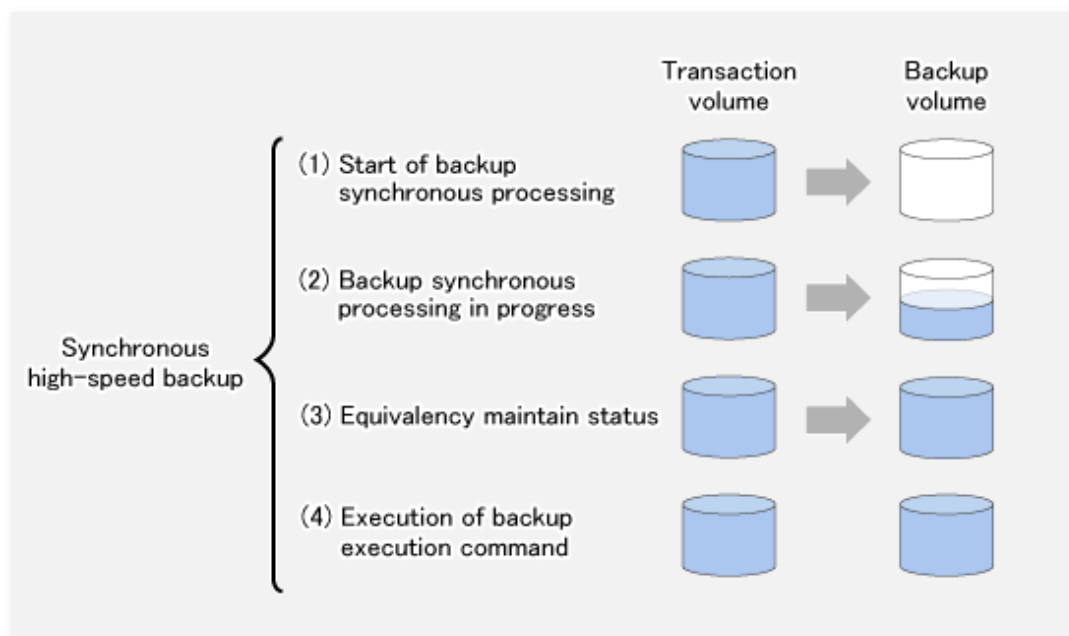 Transaction
volume
Backup
volume
(1) Start of backup
synchronous processing
(2) Backup synchronous
processing in progress
Synchronous
high-speed backup
(3) Equivalency maintain status
(4) Execution of backup
execution command